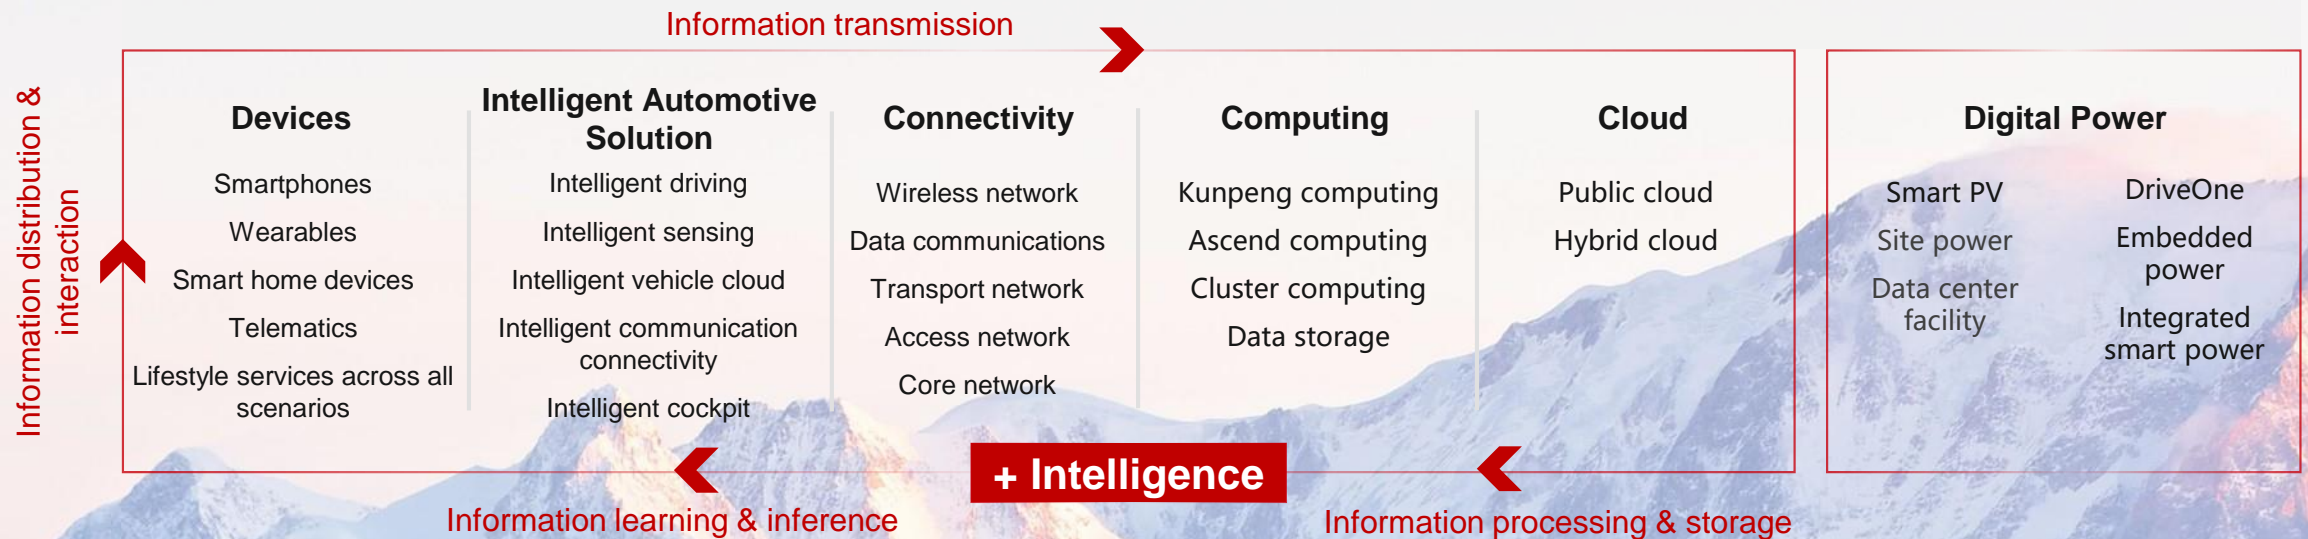 Information transmission
Information distribution &
interaction
Devices
Smartphones
Wearables
Smart home devices
Telematics
Lifestyle services across all
scenarios
Intelligent Automotive
Solution
Intelligent driving
Intelligent sensing
Intelligent vehicle cloud
Intelligent communication
connectivity
Intelligent cockpit
Connectivity
Wireless network
Data communications
Transport network
Access network
Core network
Computing
Kunpeng computing
Ascend computing
Cluster computing
Data storage
Cloud
Public cloud
Hybrid cloud
Digital Power
Smart PV
Site power
Data center
facility
DriveOne
Embedded
power
Integrated
smart power
+ Intelligence
Information learning & inference
Information processing & storage